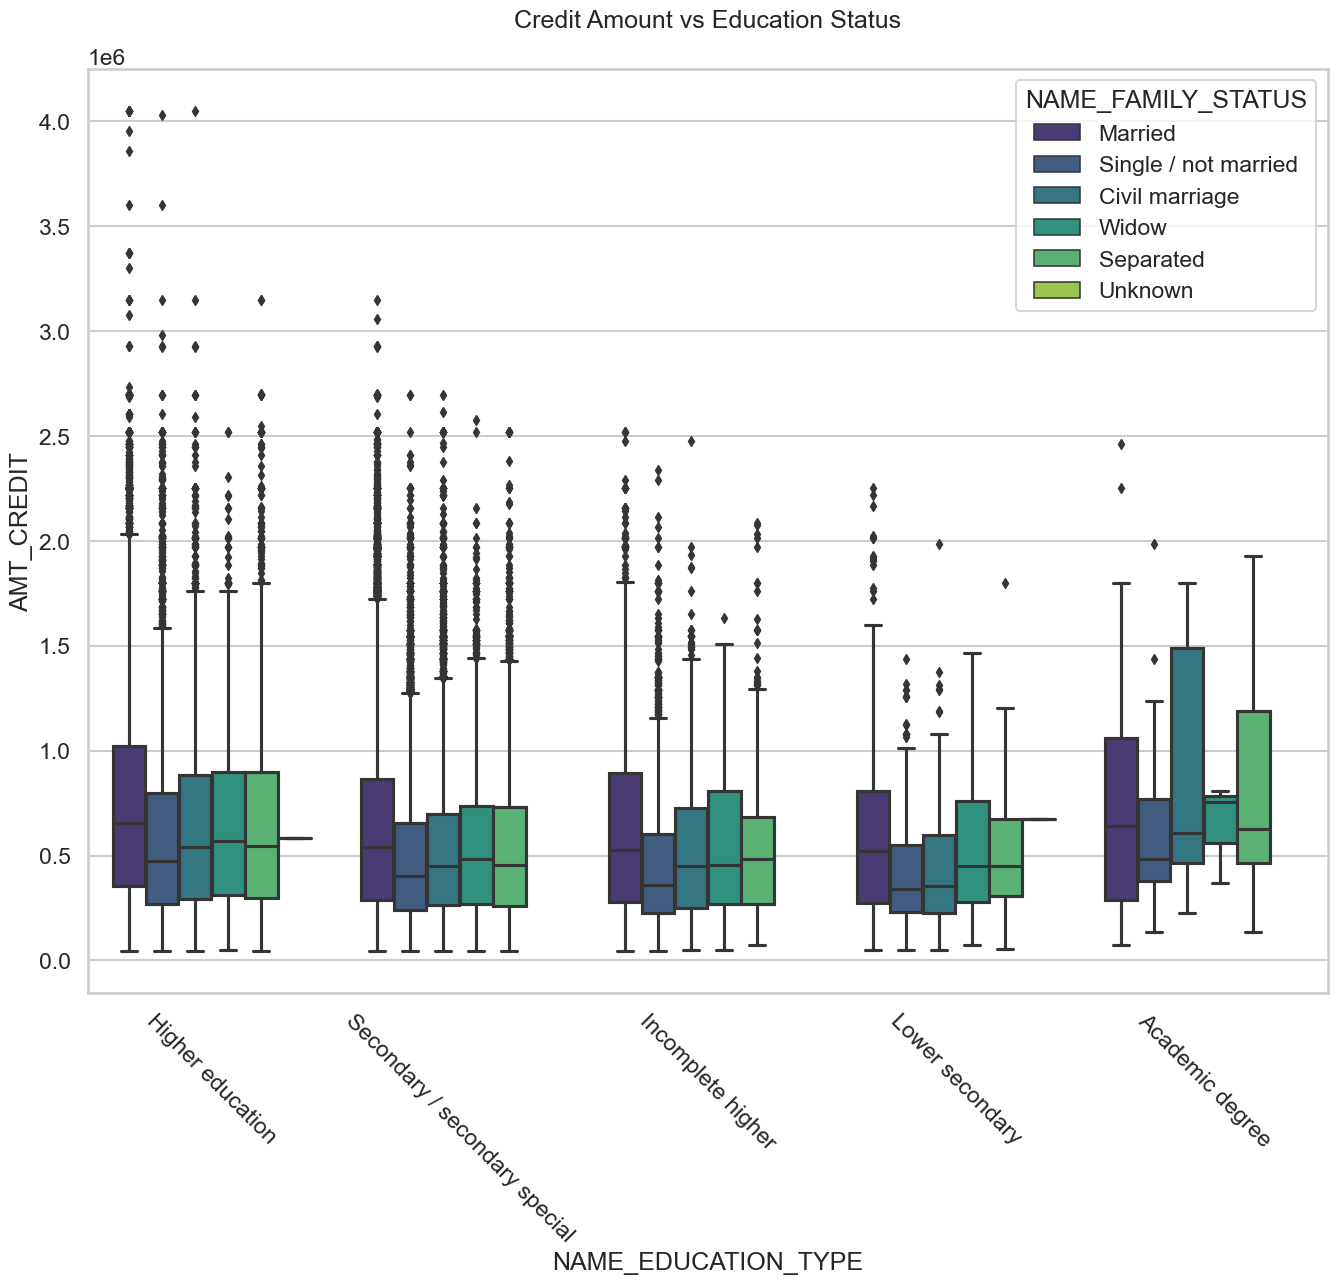 Credit Amount vs Education Status
1e6
NAME_FAMILY_STATUS
Married
Single / not married
Civil marriage
Widow
Separated
Unknown
4.0
3.5
3.0
2.5
2.0
1.5
1.0
0.5
0.0
AMT_CREDIT
Higher education
Secondary / secondary special
Incomplete higher
Lower secondary
Academic degree
NAME_EDUCATION_TYPE